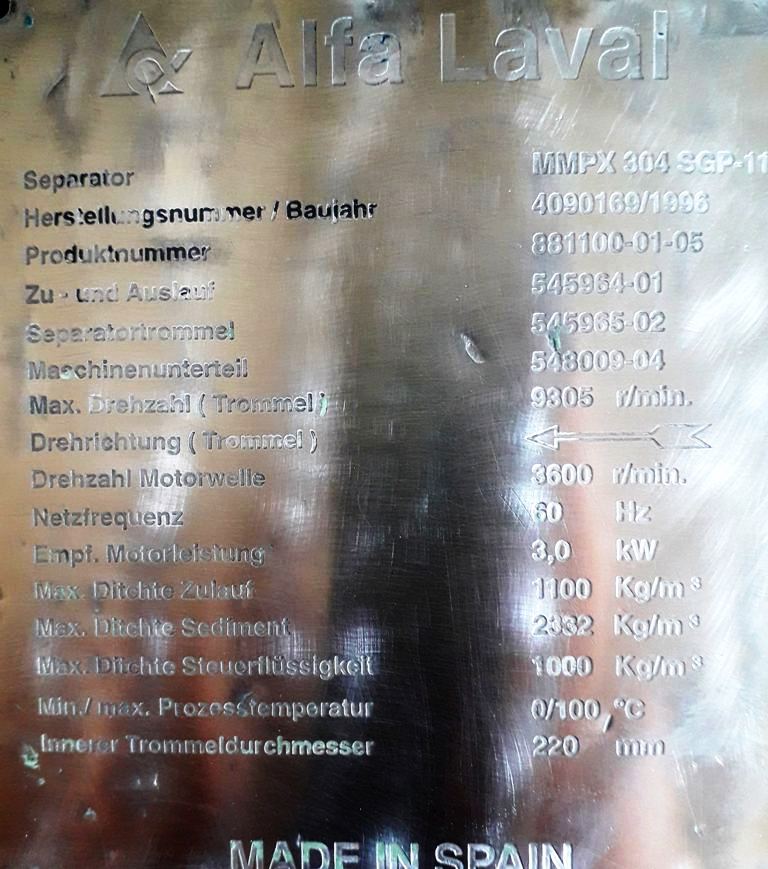 Alfa Laval
Separator MMPX 304 SGP-11
Herstellungsnummer / Baujahr 4090169/1996
Produktnummer 881100-01-05
Zu - und Auslauf 545964-01
Separatortrommel 545965-02
Maschinenunterteil 548009-04
Max. Drehzahl ( Trommel ) 9305 r/min.
Drehrichtung ( Trommel )
Drehzahl Motorwelle 3600 r/min.
Netzfrequenz 60 Hz
Empf. Motorleistung 3,0 kW
Max. Ditchte Zulauf 1100 Kg/m³
Max. Ditchte Sediment 2332 Kg/m³
Max. Ditchte Steuerflüssigkeit 1000 Kg/m³
Min./ max. Prozesstemperatur 0/100 °C
Innerer Trommeldurchmesser 220 mm
MADE IN SPAIN